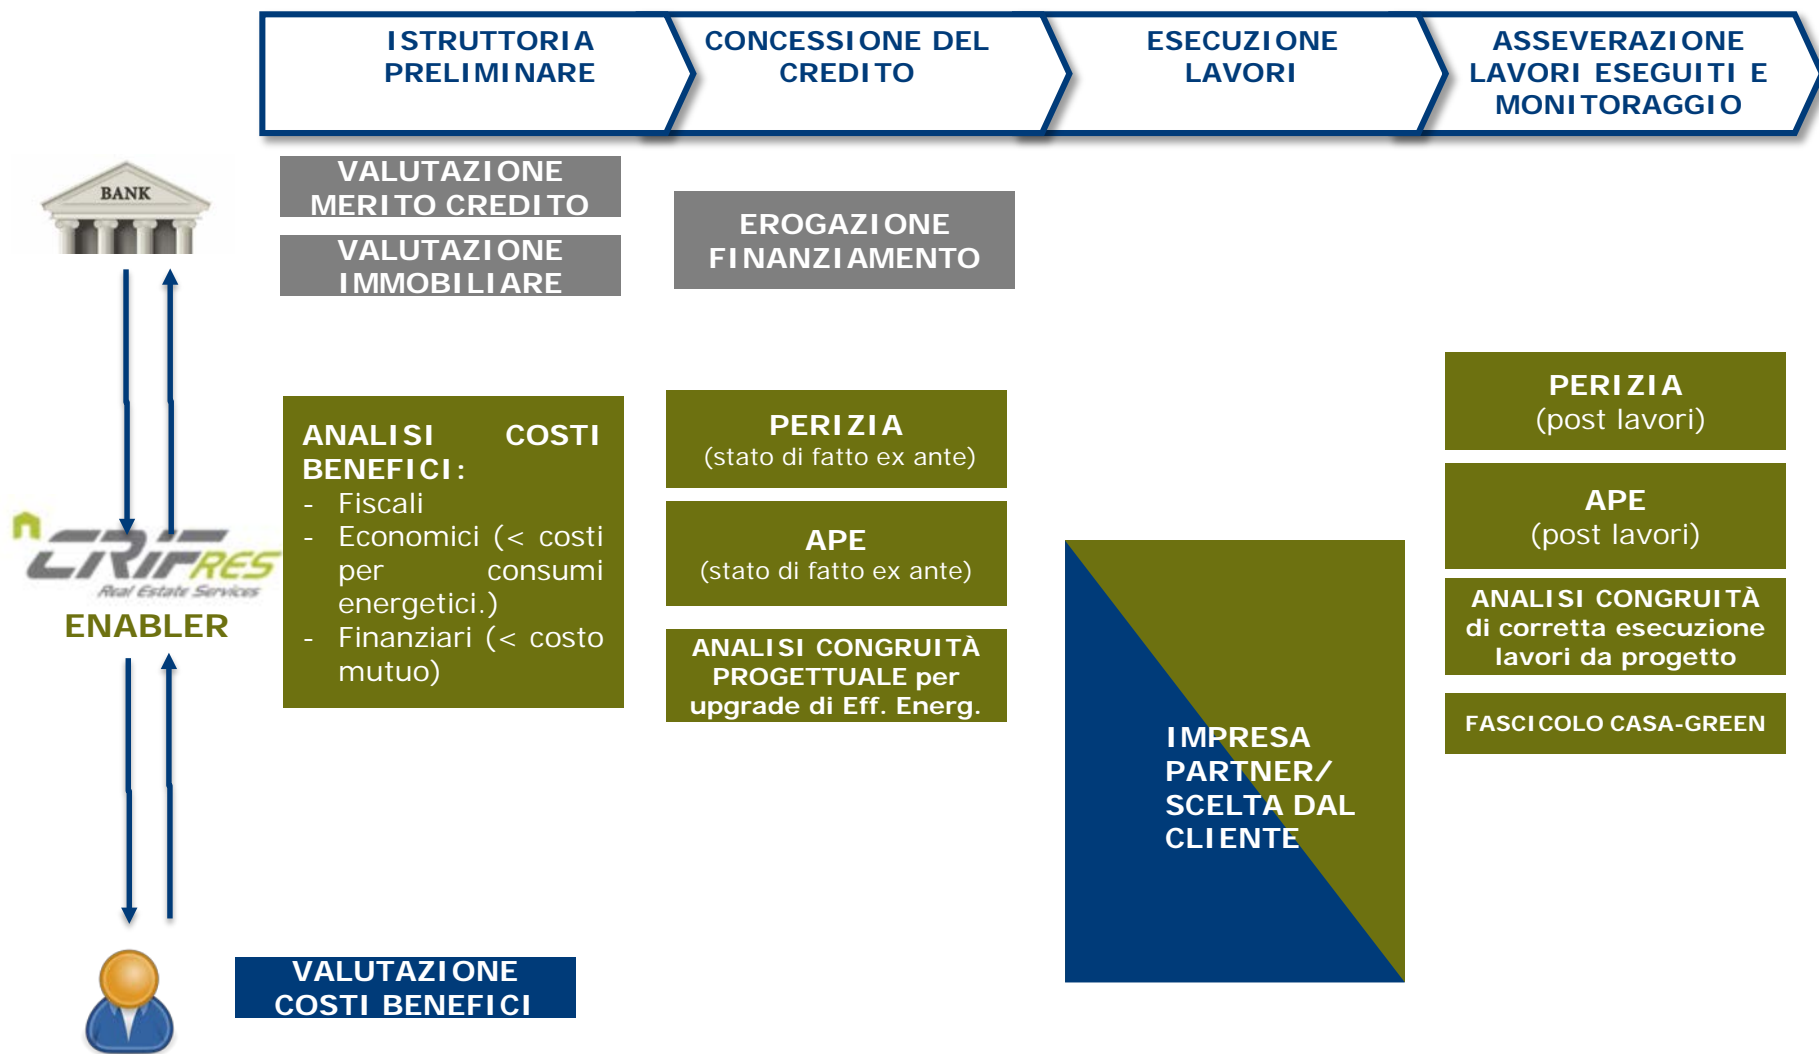 ISTRUTTORIA
PRELIMINARE
CONCESSIONE DEL
CREDITO
ESECUZIONE
LAVORI
ASSEVERAZIONE
LAVORI ESEGUITI E
MONITORAGGIO
BANK
VALUTAZIONE
MERITO CREDITO
VALUTAZIONE
IMMOBILIARE
EROGAZIONE
FINANZIAMENTO
CRIF RES
Real Estate Services
ENABLER
ANALISI COSTI
BENEFICI:
- Fiscali
- Economici (< costi
per consumi
energetici.)
- Finanziari (< costo
mutuo)
PERIZIA
(stato di fatto ex ante)
APE
(stato di fatto ex ante)
ANALISI CONGRUITÀ
PROGETTUALE per
upgrade di Eff. Energ.
IMPRESA
PARTNER/
SCELTA DAL
CLIENTE
PERIZIA
(post lavori)
APE
(post lavori)
ANALISI CONGRUITÀ
di corretta esecuzione
lavori da progetto
FASCICOLO CASA-GREEN
VALUTAZIONE
COSTI BENEFICI